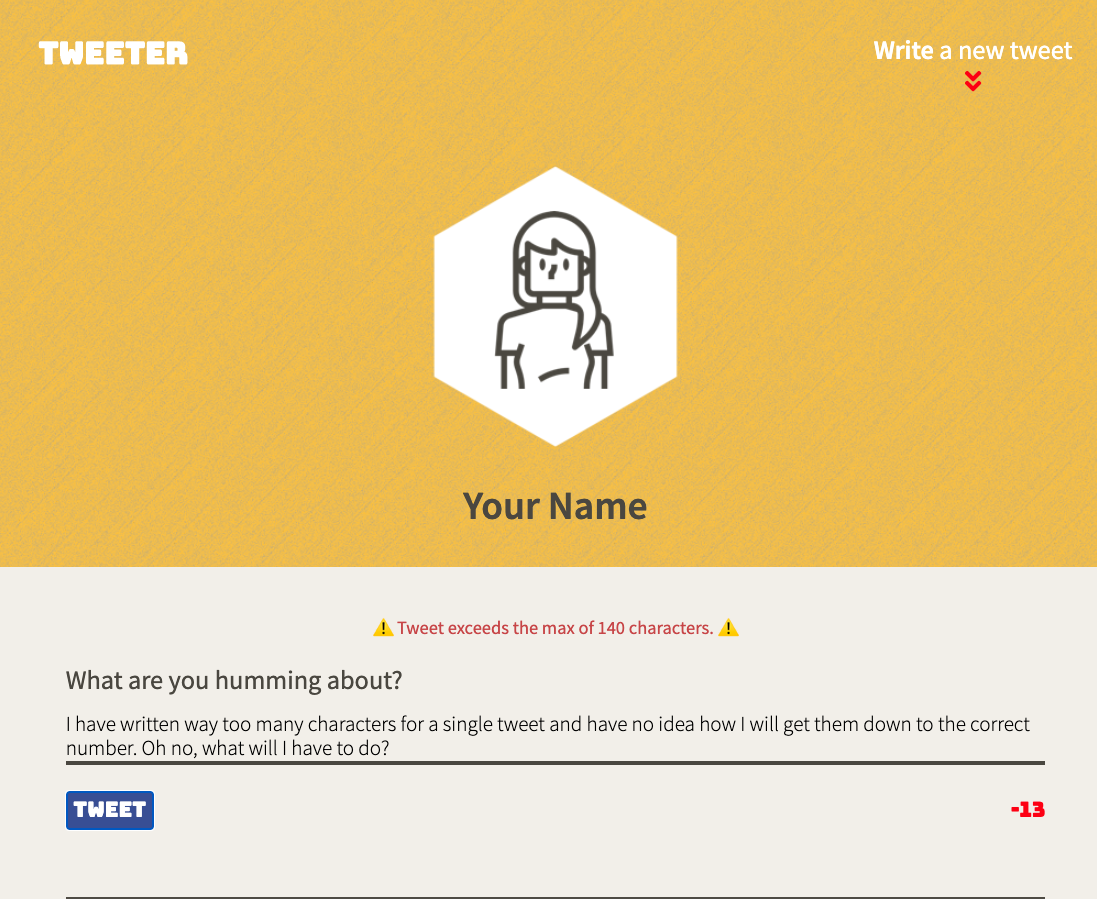 TWEETER
Write a new tweet
Your Name
⚠️ Tweet exceeds the max of 140 characters. ⚠️
What are you humming about?
I have written way too many characters for a single tweet and have no idea how I will get them down to the correct
number. Oh no, what will I have to do?
TWEET
-13